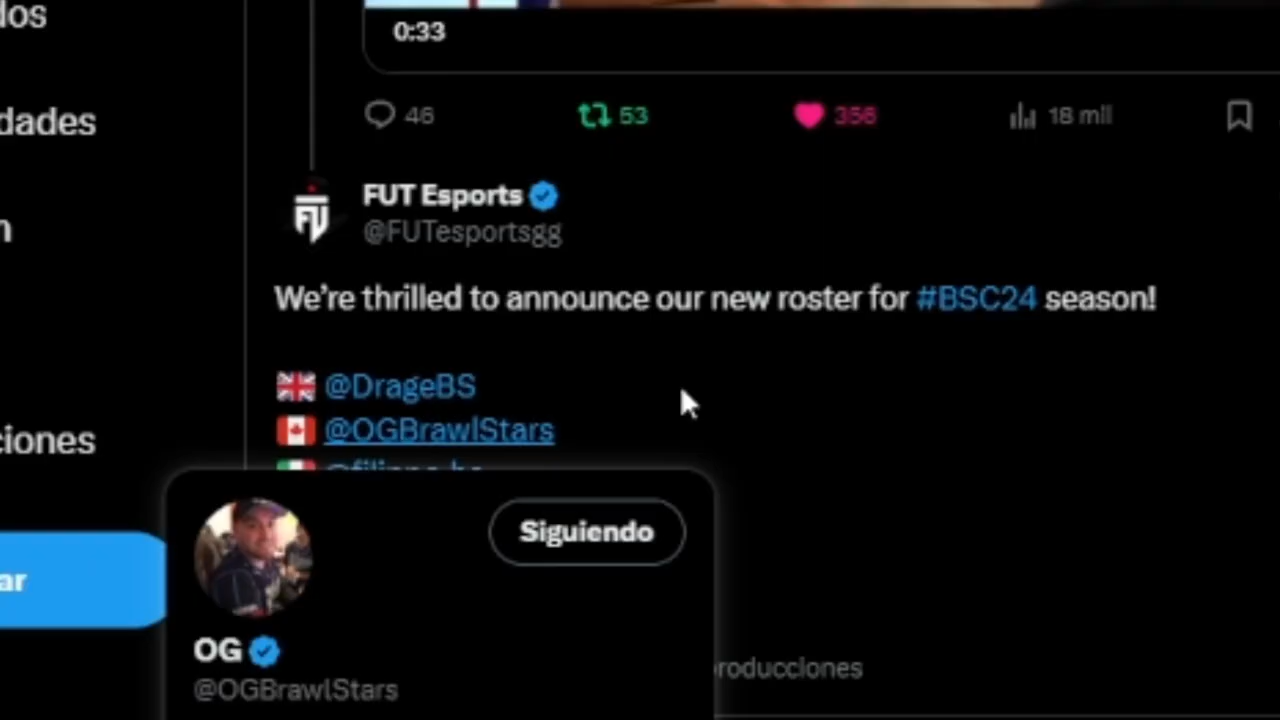 dos
0:33
dades
46 53 356 18 mil
FUT Esports
@FUTesportsgg
n
We're thrilled to announce our new roster for #BSC24 season!
@DrageBS
@OGBrawlStars
ciones
Siguiendo
ar
OG
@OGBrawlStars
roducciones